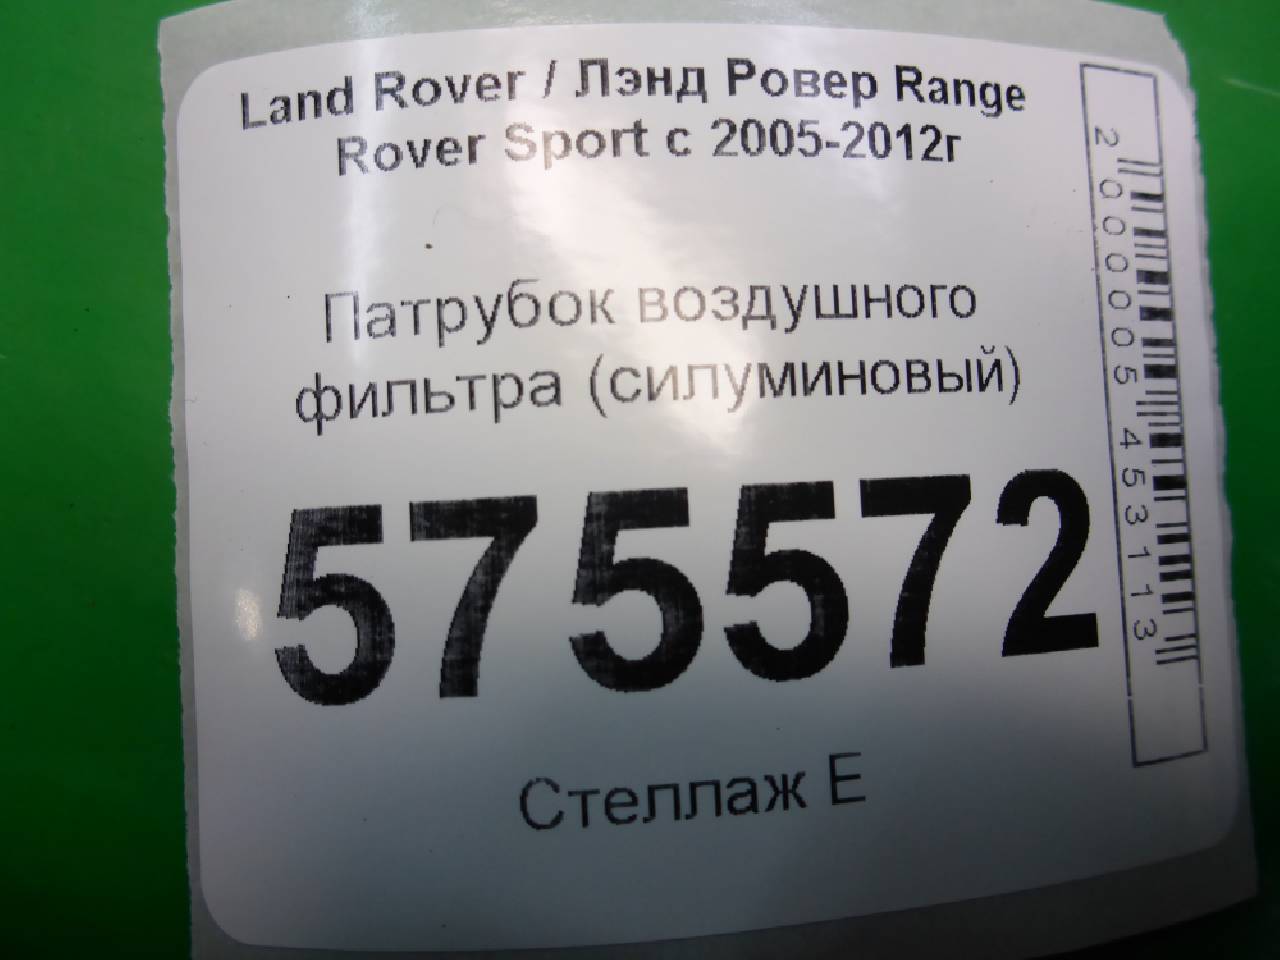 Land Rover / Лэнд Ровер Range
Rover Sport с 2005-2012г
Патрубок воздушного
фильтра (силуминовый)
575572
Стеллаж Е
2000005453113